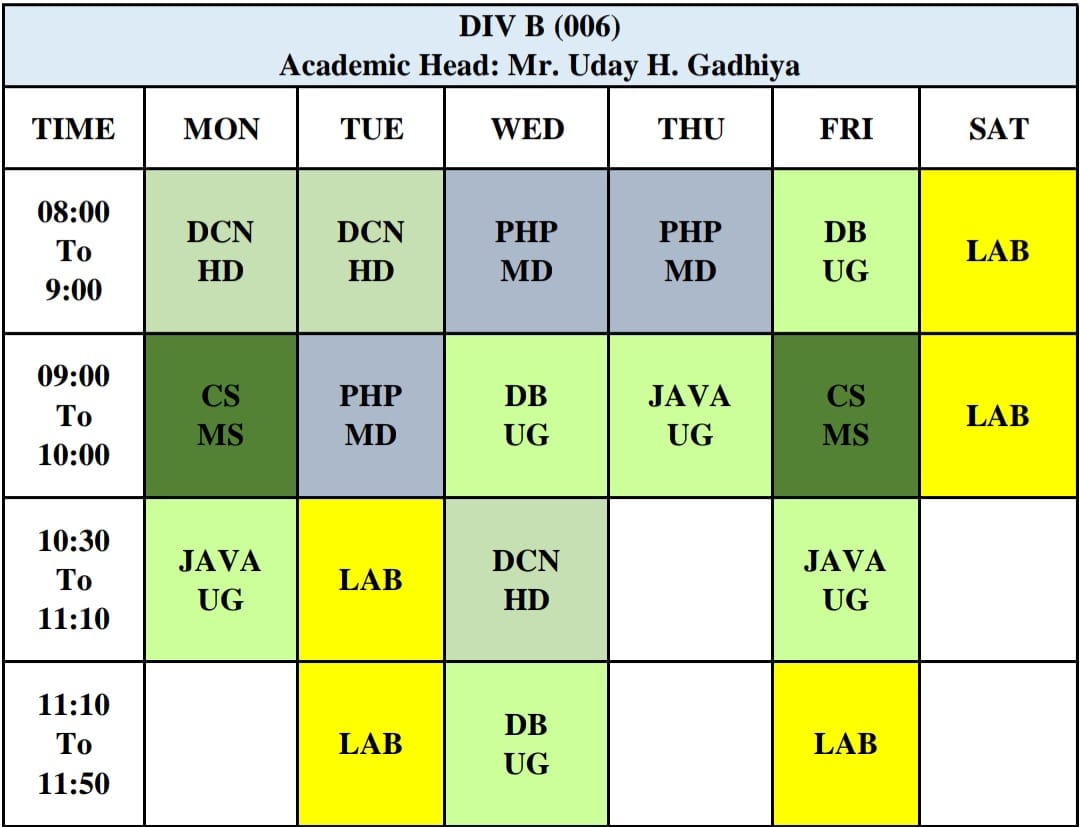 DIV B (006)
Academic Head: Mr. Uday H. Gadhiya
TIME MON TUE WED THU FRI SAT
08:00
To
9:00
DCN
HD
DCN
HD
PHP
MD
PHP
MD
DB
UG
LAB
09:00
To
10:00
CS
MS
PHP
MD
DB
UG
JAVA
UG
CS
MS
LAB
10:30
To
11:10
JAVA
UG
LAB
DCN
HD
JAVA
UG
11:10
To
11:50
LAB
DB
UG
LAB